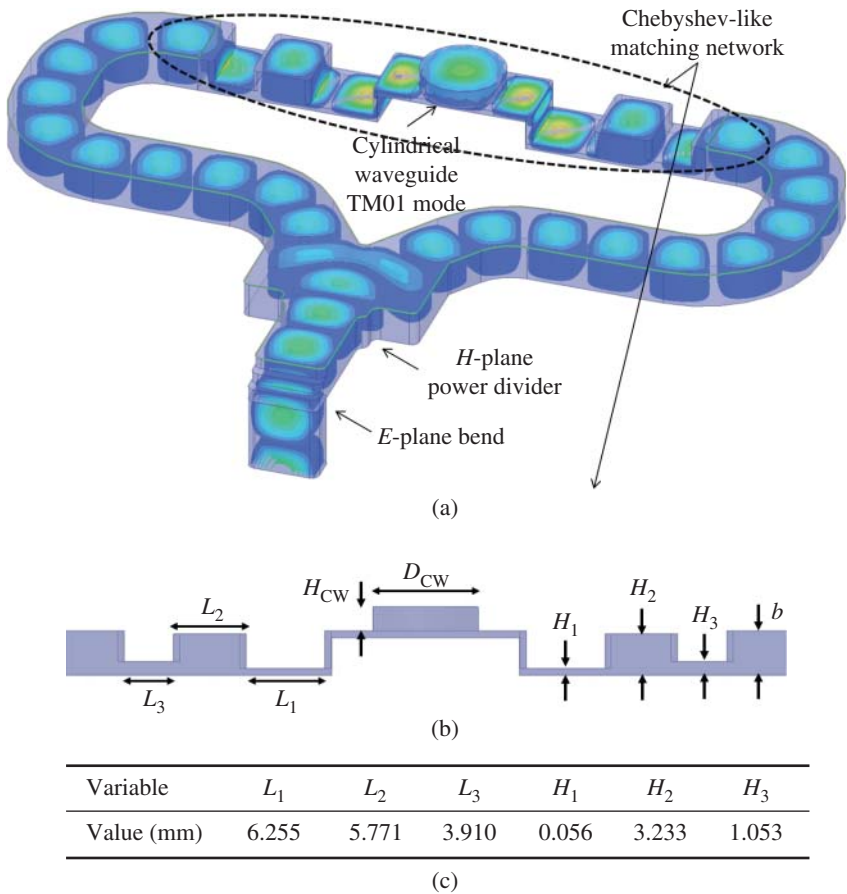 Chebyshev-like
matching network
Cylindrical
waveguide
TM01 mode
H-plane
power divider
E-plane bend
(a)
H_CW
D_CW
L_2
H_1
H_2
H_3
b
L_3
L_1
(b)
Variable L_1 L_2 L_3 H_1 H_2 H_3
Value (mm) 6.255 5.771 3.910 0.056 3.233 1.053
(c)